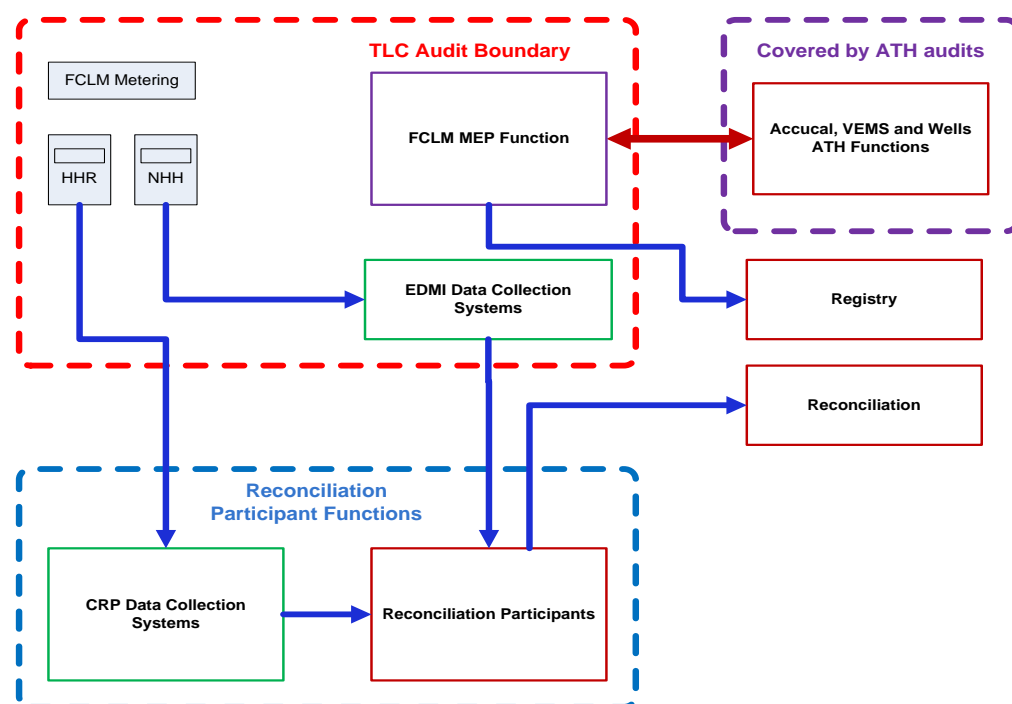 TLC Audit Boundary
Covered by ATH audits
FCLM Metering
FCLM MEP Function
Accucal, VEMS and Wells
ATH Functions
HHR
NHH
EDMI Data Collection
Systems
Registry
Reconciliation
Reconciliation
Participant Functions
CRP Data Collection
Systems
Reconciliation Participants